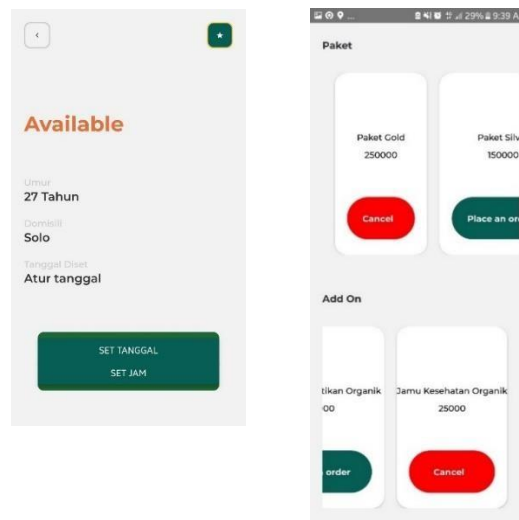 Available
Umur
27 Tahun
Domisili
Solo
Tanggal Diset
Atur tanggal
SET TANGGAL
SET JAM
29% 9:39 A
Paket
Paket Gold
250000
Cancel
Paket Silv
150000
Place an or
Add On
tikan Organik
00
order
Jamu Kesehatan Organik
25000
Cancel